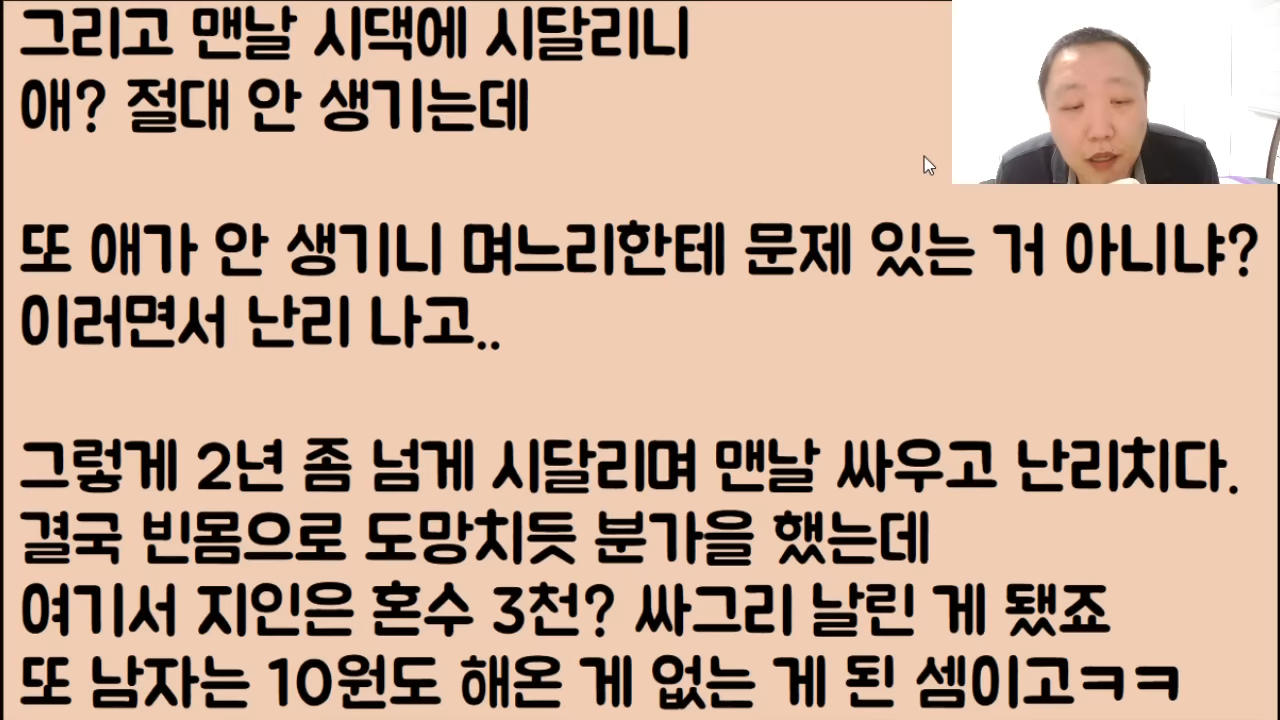 그리고 맨날 시댁에 시달리니
애? 절대 안 생기는데
또 애가 안 생기니 며느리한테 문제 있는 거 아니냐?
이러면서 난리 나고..
그렇게 2년 좀 넘게 시달리며 맨날 싸우고 난리치다.
결국 빈몸으로 도망치듯 분가을 했는데
여기서 지인은 혼수 3천? 싸그리 날린 게 됐죠
또 남자는 10원도 해온 게 없는 게 된 셈이고ㅋㅋ